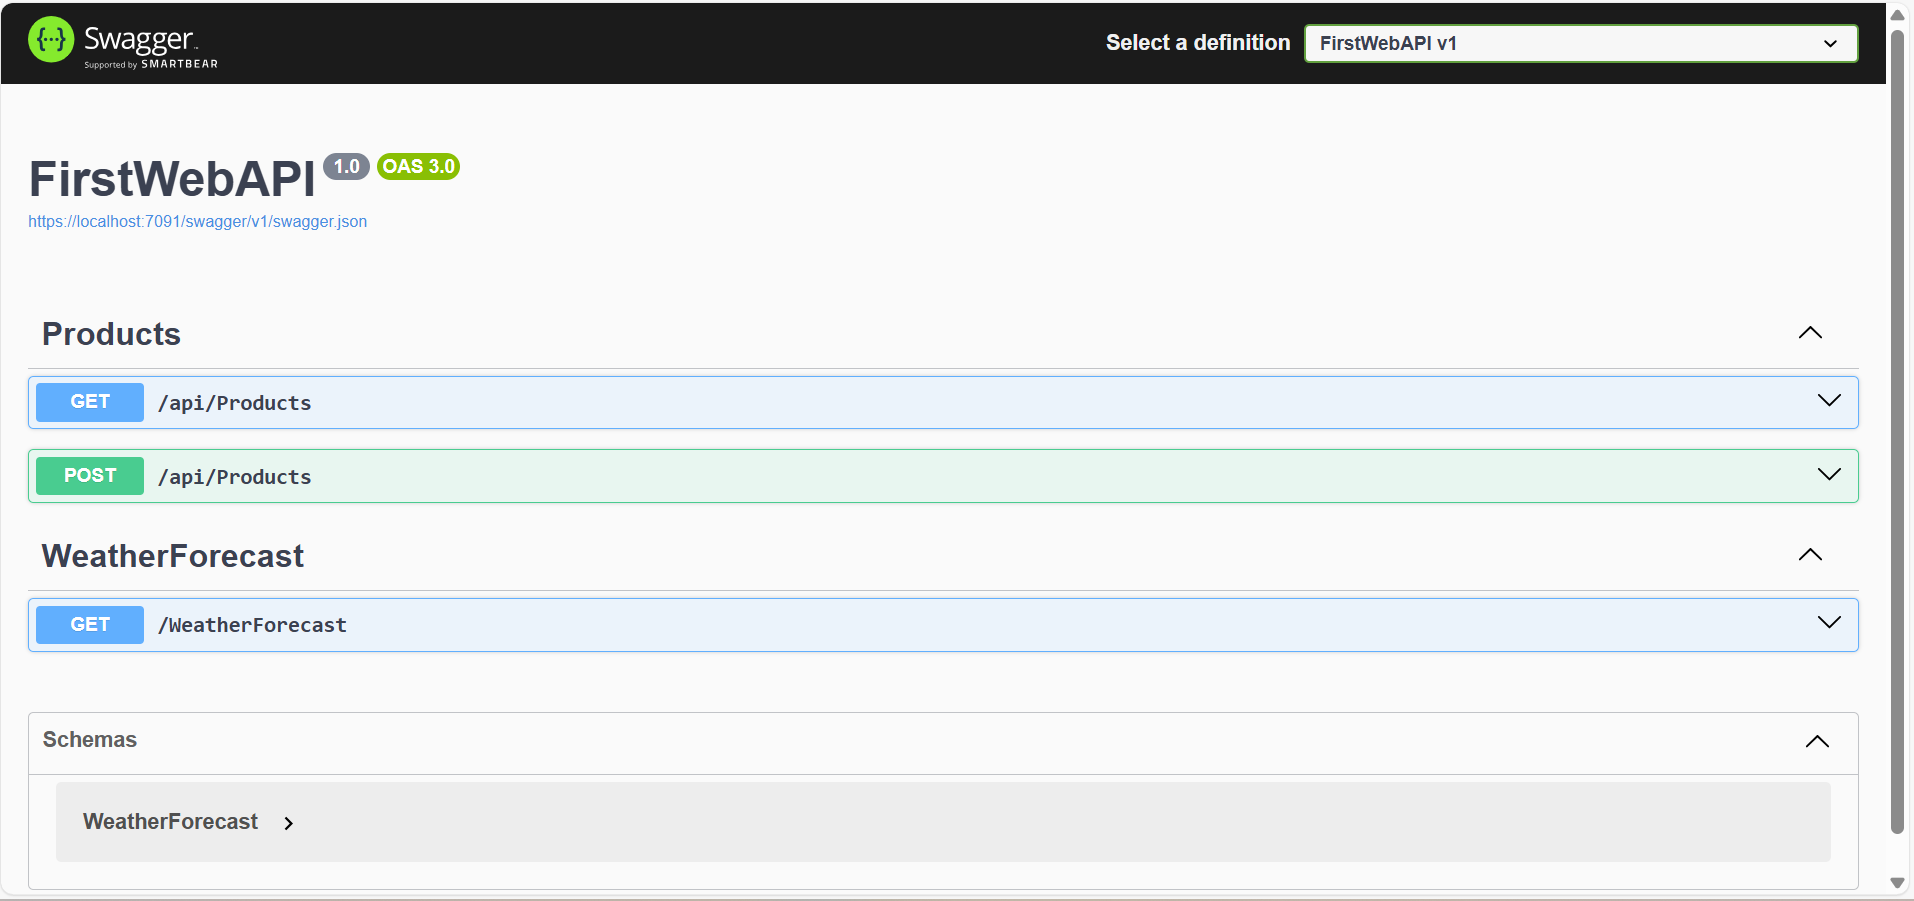 {···} Swagger™
Supported by SMARTBEAR
Select a definition
FirstWebAPI v1
FirstWebAPI 1.0 OAS 3.0
https://localhost:7091/swagger/v1/swagger.json
Products
GET /api/Products
POST /api/Products
WeatherForecast
GET /WeatherForecast
Schemas
WeatherForecast